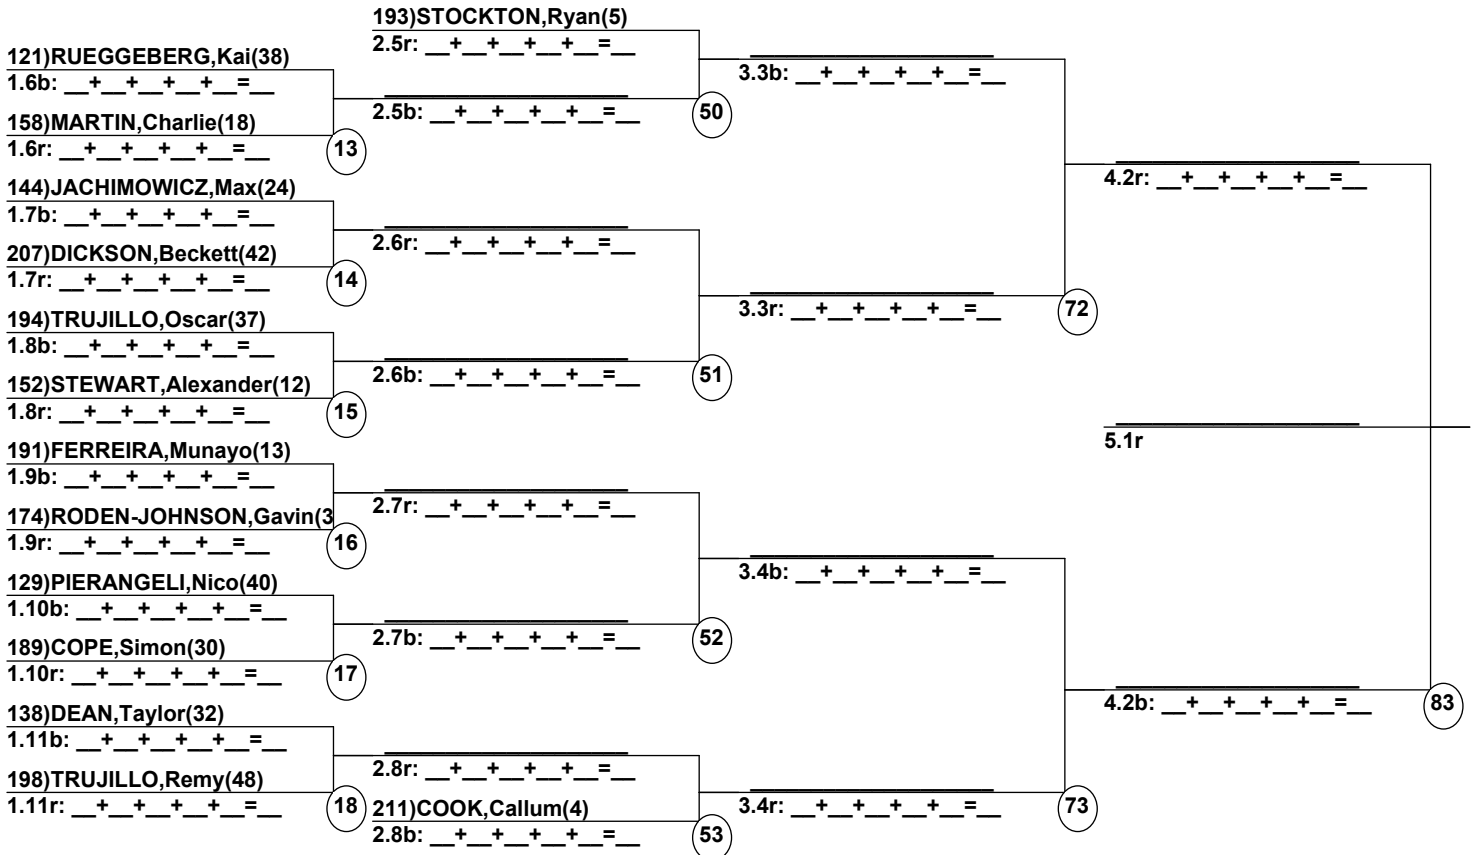 193)STOCKTON,Ryan(5)
2.5r: __+__+__+__+__=__
121)RUEGGEBERG,Kai(38)
1.6b: __+__+__+__+__=__
2.5b: __+__+__+__+__=__
50
158)MARTIN,Charlie(18)
1.6r: __+__+__+__+__=__
13
3.3b: __+__+__+__+__=__
144)JACHIMOWICZ,Max(24)
1.7b: __+__+__+__+__=__
2.6r: __+__+__+__+__=__
207)DICKSON,Beckett(42)
1.7r: __+__+__+__+__=__
14
4.2r: __+__+__+__+__=__
194)TRUJILLO,Oscar(37)
1.8b: __+__+__+__+__=__
3.3r: __+__+__+__+__=__
72
2.6b: __+__+__+__+__=__
51
152)STEWART,Alexander(12)
1.8r: __+__+__+__+__=__
15
5.1r
191)FERREIRA,Munayo(13)
1.9b: __+__+__+__+__=__
2.7r: __+__+__+__+__=__
174)RODEN-JOHNSON,Gavin(3
1.9r: __+__+__+__+__=__
16
3.4b: __+__+__+__+__=__
129)PIERANGELI,Nico(40)
1.10b: __+__+__+__+__=__
2.7b: __+__+__+__+__=__
52
189)COPE,Simon(30)
1.10r: __+__+__+__+__=__
17
4.2b: __+__+__+__+__=__
83
138)DEAN,Taylor(32)
1.11b: __+__+__+__+__=__
2.8r: __+__+__+__+__=__
198)TRUJILLO,Remy(48)
1.11r: __+__+__+__+__=__
18
211)COOK,Callum(4)
2.8b: __+__+__+__+__=__
53
3.4r: __+__+__+__+__=__
73